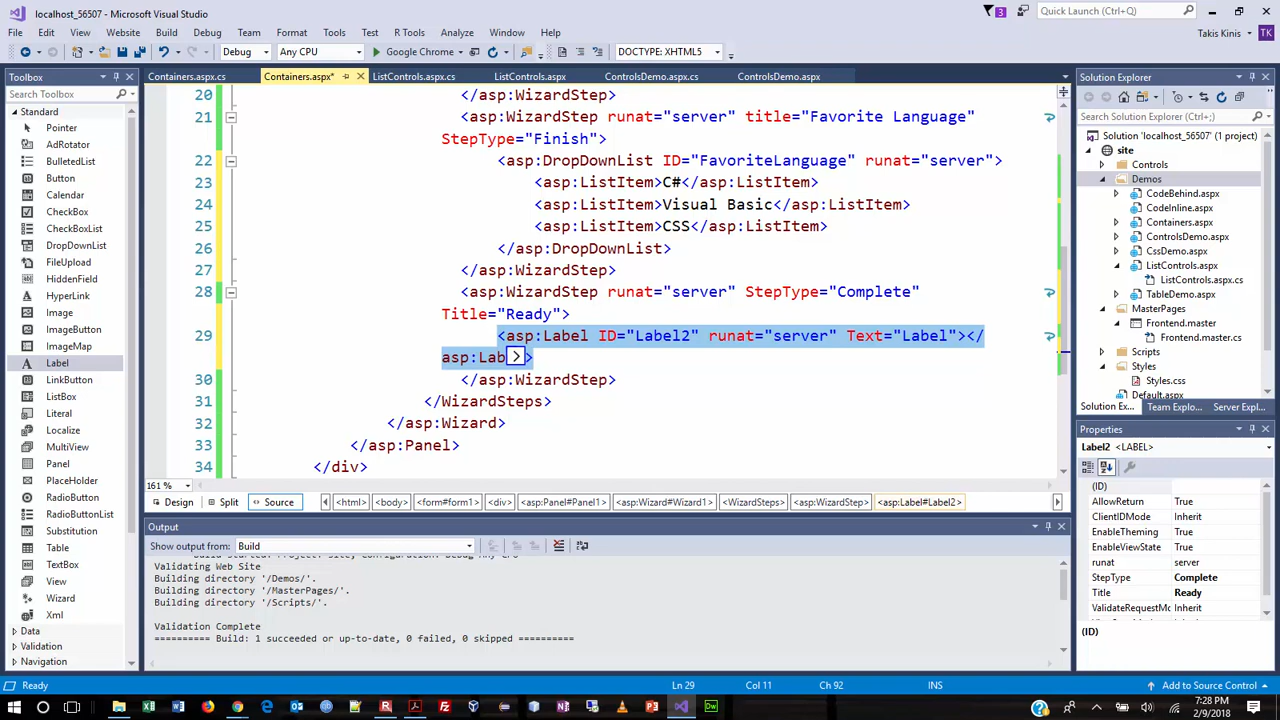 localhost_56507 - Microsoft Visual Studio
3
Quick Launch (Ctrl+Q)
File Edit View Website Build Debug Team Format Tools Test R Tools Analyze Window Help
Takis Kinis TK
Debug Any CPU Google Chrome DOCTYPE: XHTML5
Toolbox
Search Toolbox
Standard
Pointer
AdRotator
BulletedList
Button
Calendar
CheckBox
CheckBoxList
DropDownList
FileUpload
HiddenField
HyperLink
Image
ImageButton
ImageMap
Label
LinkButton
ListBox
Literal
Localize
MultiView
Panel
PlaceHolder
RadioButton
RadioButtonList
Substitution
Table
TextBox
View
Wizard
Xml
Data
Validation
Navigation
Containers.aspx.cs Containers.aspx* ListControls.aspx.cs ListControls.aspx ControlsDemo.aspx.cs ControlsDemo.aspx
20 </asp:WizardStep>
21 <asp:WizardStep runat="server" title="Favorite Language"
StepType="Finish">
22 <asp:DropDownList ID="FavoriteLanguage" runat="server">
23 <asp:ListItem>C#</asp:ListItem>
24 <asp:ListItem>Visual Basic</asp:ListItem>
25 <asp:ListItem>CSS</asp:ListItem>
26 </asp:DropDownList>
27 </asp:WizardStep>
28 <asp:WizardStep runat="server" StepType="Complete"
Title="Ready">
29 <asp:Label ID="Label2" runat="server" Text="Label"></
asp:Lab >
30 </asp:WizardStep>
31 </WizardSteps>
32 </asp:Wizard>
33 </asp:Panel>
34 </div>
161 %
Design Split Source <html> <body> <form#form1> <div> <asp:Panel#Panel1> <asp:Wizard#Wizard1> <WizardSteps> <asp:WizardStep> <asp:Label#Label2>
Output
Show output from: Build
Validating Web Site
Building directory '/Demos/'.
Building directory '/MasterPages/'.
Building directory '/Scripts/'.
Validation Complete
========== Build: 1 succeeded or up-to-date, 0 failed, 0 skipped ==========
Solution Explorer
Search Solution Explorer (Ctrl+;)
Solution 'localhost_56507' (1 project)
site
Controls
Demos
CodeBehind.aspx
CodeInline.aspx
Containers.aspx
ControlsDemo.aspx
CssDemo.aspx
ListControls.aspx
ListControls.aspx.cs
TableDemo.aspx
MasterPages
Frontend.master
Frontend.master.cs
Scripts
Styles
Styles.css
Default.aspx
Solution Ex... Team Explo... Server Expl...
Properties
Label2 <LABEL>
(ID)
AllowReturn True
ClientIDMode Inherit
EnableTheming True
EnableViewState True
runat server
StepType Complete
Title Ready
ValidateRequestMo Inherit
(ID)
Ready Ln 29 Col 11 Ch 92 INS Add to Source Control
7:28 PM
2/9/2018